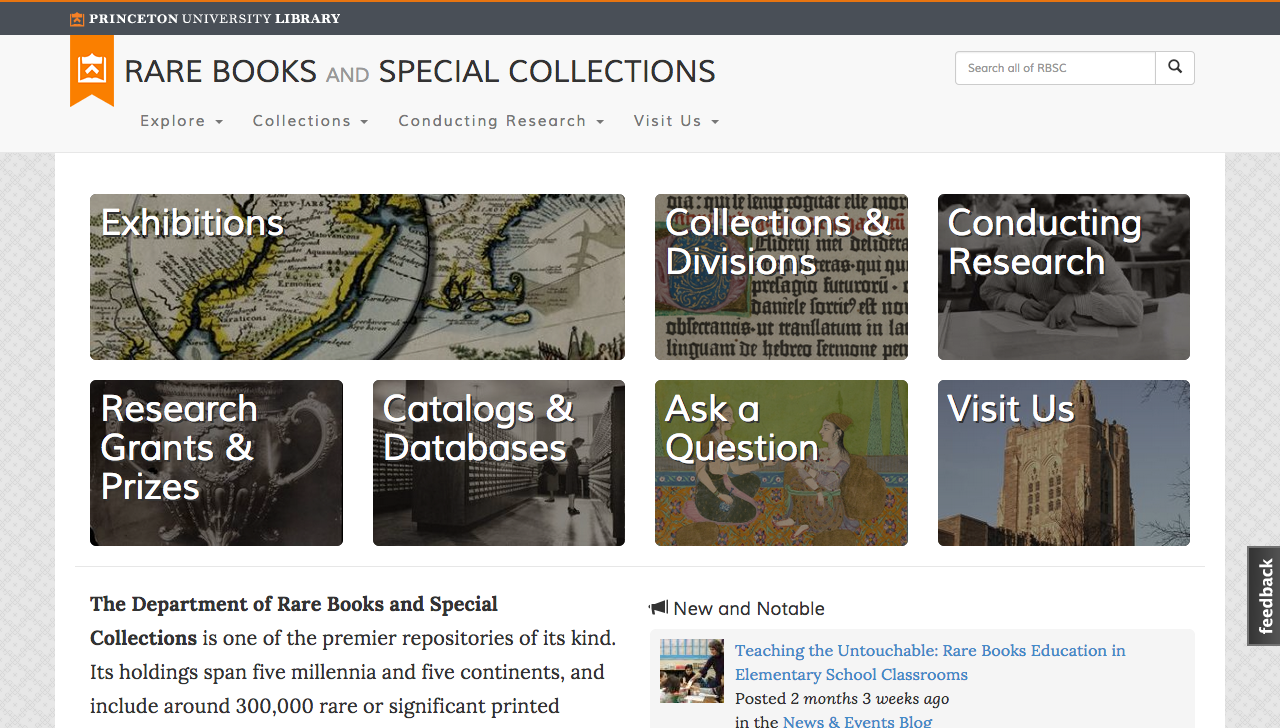 PRINCETON UNIVERSITY LIBRARY
RARE BOOKS AND SPECIAL COLLECTIONS
Search all of RBSC
Explore
Collections
Conducting Research
Visit Us
Exhibitions
Collections &
Divisions
Conducting
Research
Research
Grants &
Prizes
Catalogs &
Databases
Ask a
Question
Visit Us
feedback
The Department of Rare Books and Special
Collections is one of the premier repositories of its kind.
Its holdings span five millennia and five continents, and
include around 300,000 rare or significant printed
New and Notable
Teaching the Untouchable: Rare Books Education in
Elementary School Classrooms
Posted 2 months 3 weeks ago
in the News & Events Blog